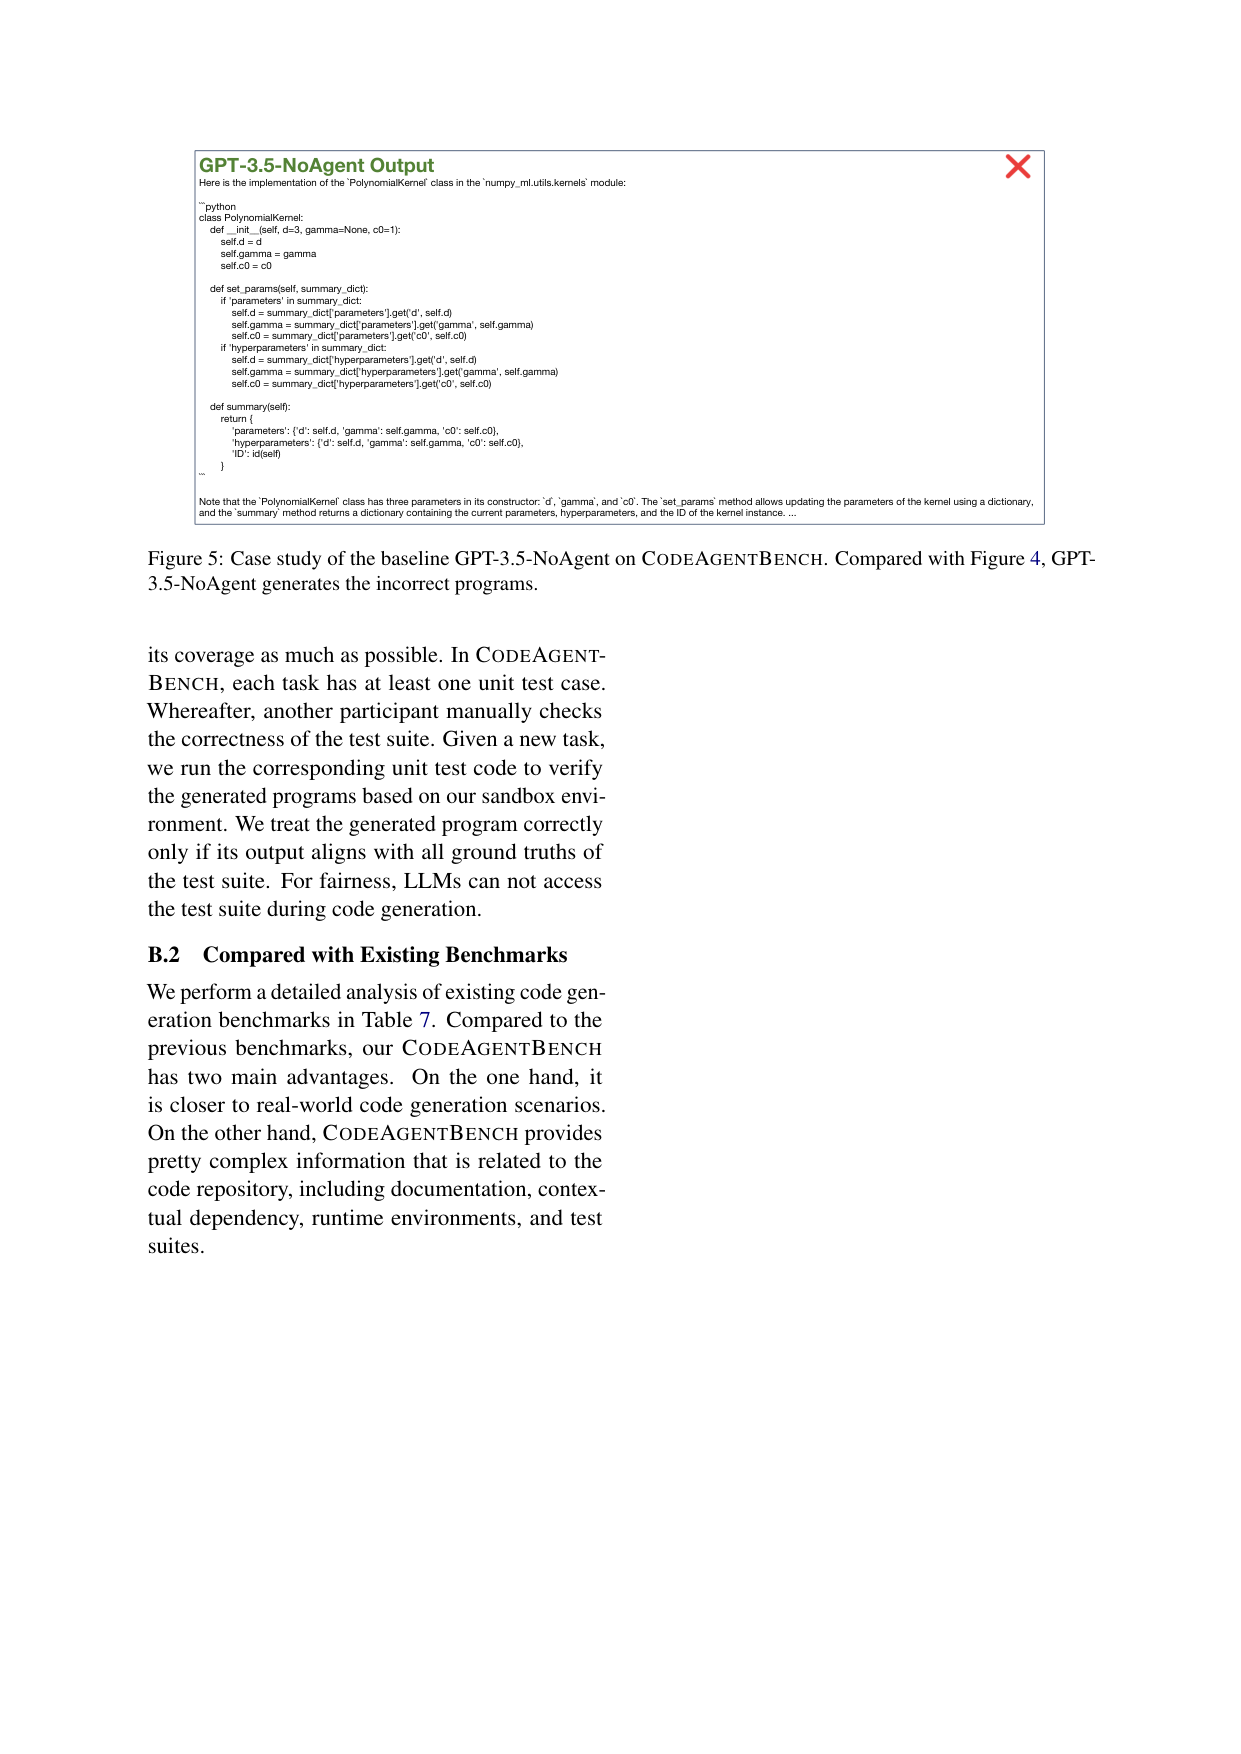 GPT-3.5-NoAgent Output
Here is the implementation of the `PolynomialKernel` class in the `numpy_ml.utils.kernels` module:
```python
class PolynomialKernel:
    def __init__(self, d=3, gamma=None, c0=1):
        self.d = d
        self.gamma = gamma
        self.c0 = c0
    def set_params(self, summary_dict):
        if 'parameters' in summary_dict:
            self.d = summary_dict['parameters'].get('d', self.d)
            self.gamma = summary_dict['parameters'].get('gamma', self.gamma)
            self.c0 = summary_dict['parameters'].get('c0', self.c0)
        if 'hyperparameters' in summary_dict:
            self.d = summary_dict['hyperparameters'].get('d', self.d)
            self.gamma = summary_dict['hyperparameters'].get('gamma', self.gamma)
            self.c0 = summary_dict['hyperparameters'].get('c0', self.c0)
    def summary(self):
        return {
            'parameters': {'d': self.d, 'gamma': self.gamma, 'c0': self.c0},
            'hyperparameters': {'d': self.d, 'gamma': self.gamma, 'c0': self.c0},
            'ID': id(self)
        }
```
Note that the `PolynomialKernel` class has three parameters in its constructor: `d`, `gamma`, and `c0`. The `set_params` method allows updating the parameters of the kernel using a dictionary,
and the `summary` method returns a dictionary containing the current parameters, hyperparameters, and the ID of the kernel instance. ...
Figure 5: Case study of the baseline GPT-3.5-NoAgent on CODEAGENTBENCH. Compared with Figure 4, GPT-
3.5-NoAgent generates the incorrect programs.
its coverage as much as possible. In CODEAGENT-
BENCH, each task has at least one unit test case.
Whereafter, another participant manually checks
the correctness of the test suite. Given a new task,
we run the corresponding unit test code to verify
the generated programs based on our sandbox envi-
ronment. We treat the generated program correctly
only if its output aligns with all ground truths of
the test suite. For fairness, LLMs can not access
the test suite during code generation.
B.2 Compared with Existing Benchmarks
We perform a detailed analysis of existing code gen-
eration benchmarks in Table 7. Compared to the
previous benchmarks, our CODEAGENTBENCH
has two main advantages. On the one hand, it
is closer to real-world code generation scenarios.
On the other hand, CODEAGENTBENCH provides
pretty complex information that is related to the
code repository, including documentation, contex-
tual dependency, runtime environments, and test
suites.